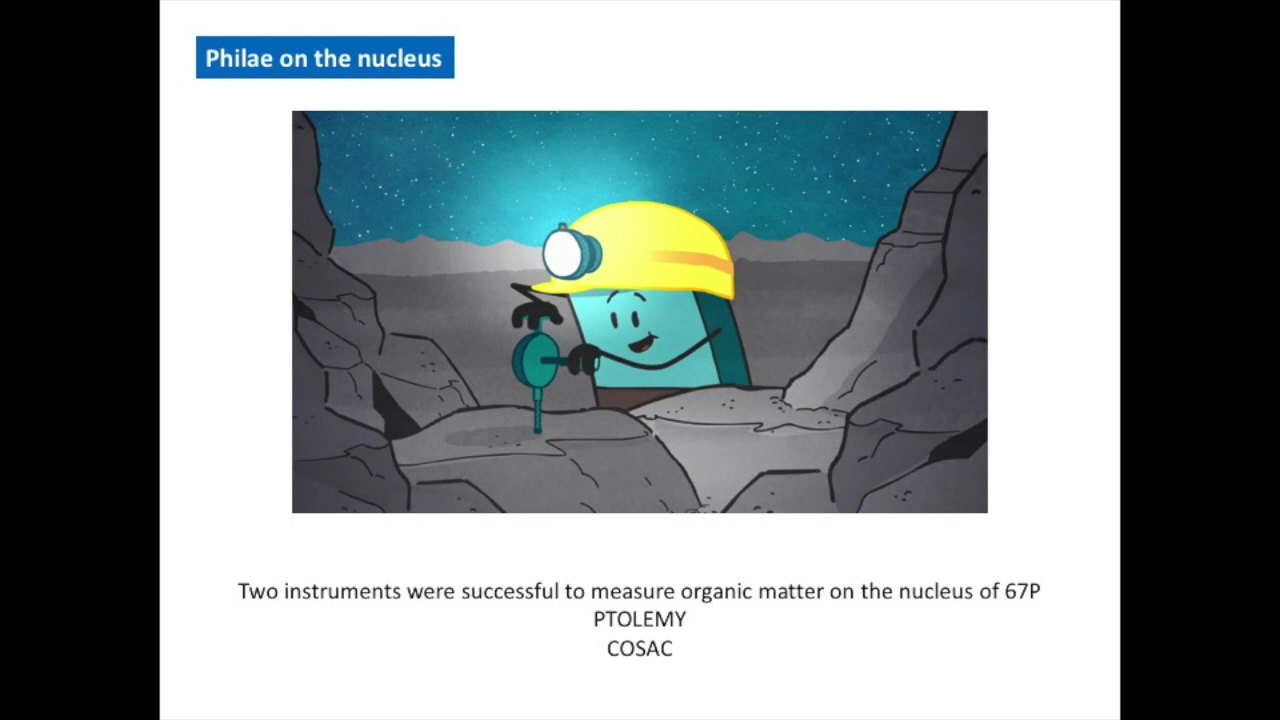 Philae on the nucleus
Two instruments were successful to measure organic matter on the nucleus of 67P
PTOLEMY
COSAC